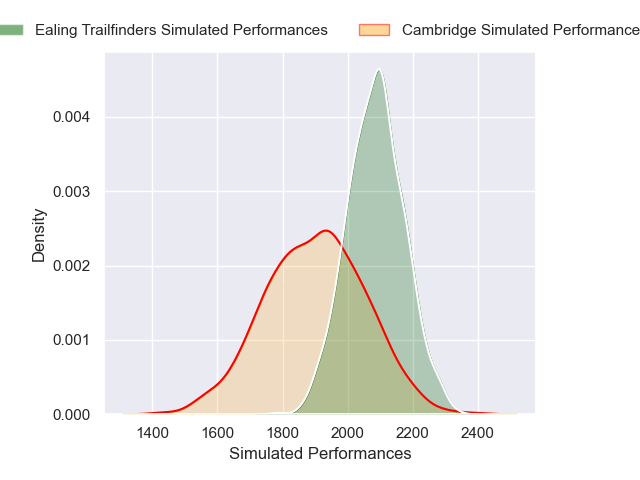 Ealing Trailfinders Simulated Performances
Cambridge Simulated Performance
0.004
0.003
0.002
0.001
0.000
Density
1400 1600 1800 2000 2200 2400
Simulated Performances